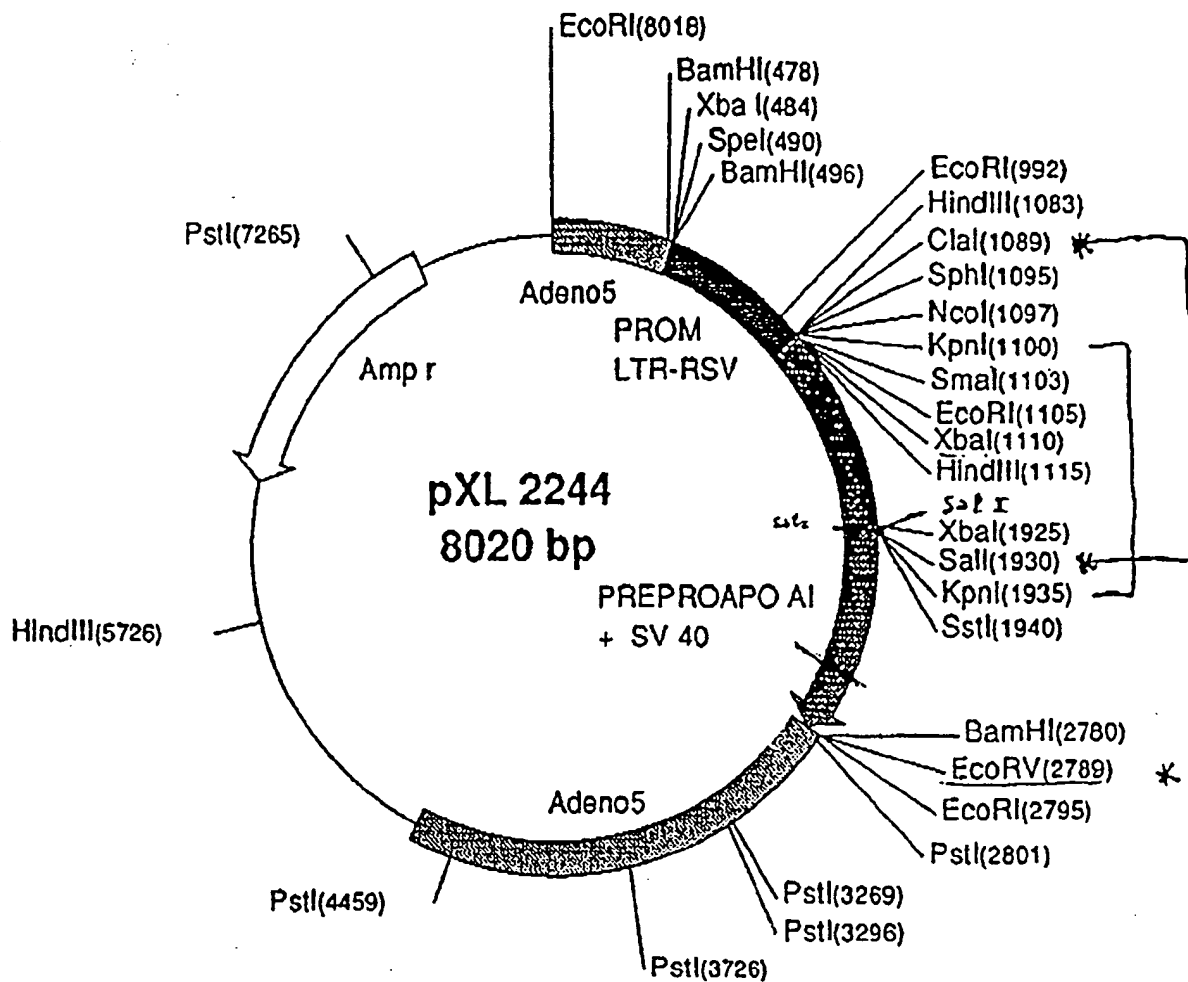 EcoRI(8018)
BamHI(478)
Xba I(484)
SpeI(490)
BamHI(496)
EcoRI(992)
HindIII(1083)
ClaI(1089) *
SphI(1095)
NcoI(1097)
KpnI(1100)
SmaI(1103)
EcoRI(1105)
XbaI(1110)
HindIII(1115)
PstI(7265)
Adeno5
PROM
LTR-RSV
Amp r
pXL 2244
8020 bp
Sal I
XbaI(1925)
SalI(1930) *
KpnI(1935)
SstI(1940)
PREPROAPO AI
+ SV 40
HindIII(5726)
BamHI(2780)
EcoRV(2789) *
EcoRI(2795)
PstI(2801)
Adeno5
PstI(4459)
PstI(3269)
PstI(3296)
PstI(3726)